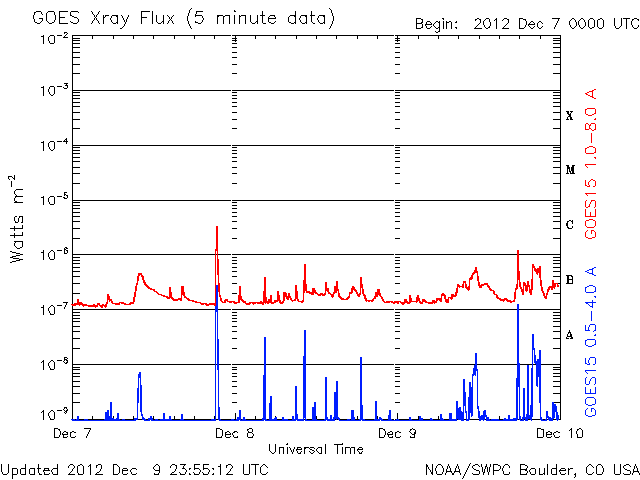 GOES Xray Flux (5 minute data)
Begin: 2012 Dec 7 0000 UTC
10⁻²
10⁻³
10⁻⁴
10⁻⁵
10⁻⁶
10⁻⁷
10⁻⁸
10⁻⁹
Watts m⁻²
X
M
C
B
A
GOES15 1.0-8.0 A
GOES15 0.5-4.0 A
Dec 7
Dec 8
Dec 9
Dec 10
Universal Time
Updated 2012 Dec 9 23:55:12 UTC
NOAA/SWPC Boulder, CO USA